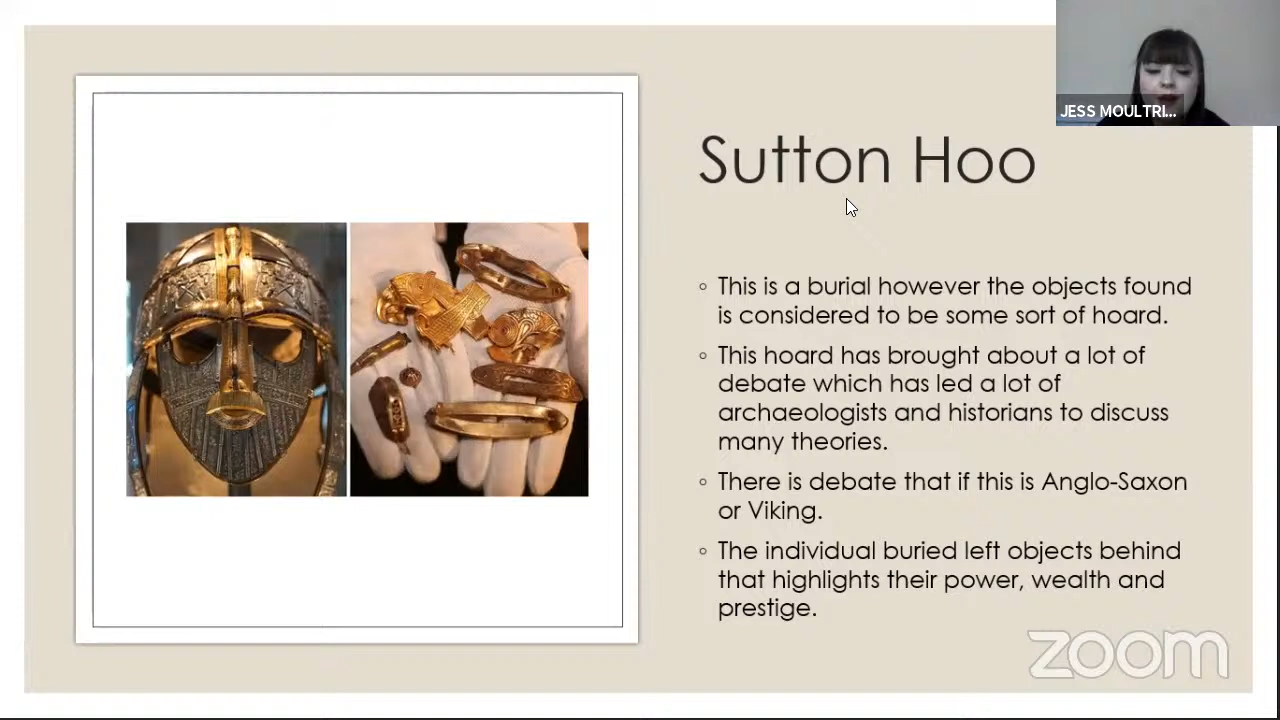 JESS MOULTRI...
Sutton Hoo
◦ This is a burial however the objects found
is considered to be some sort of hoard.
◦ This hoard has brought about a lot of
debate which has led a lot of
archaeologists and historians to discuss
many theories.
◦ There is debate that if this is Anglo-Saxon
or Viking.
◦ The individual buried left objects behind
that highlights their power, wealth and
prestige.
zoom